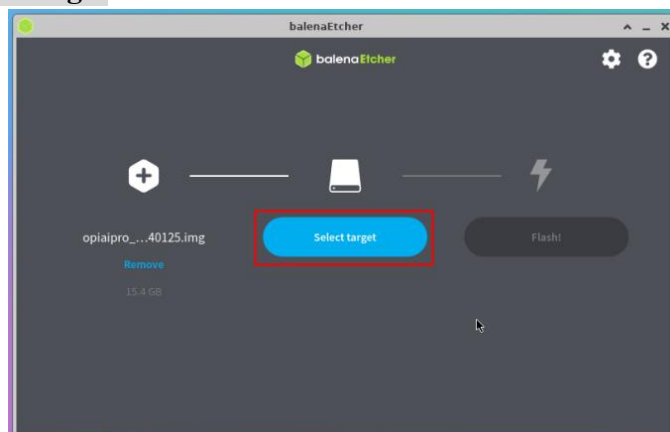 balenaEtcher
balenaEtcher
opiaipro_...40125.img
Select target
Flash!
Remove
15.4 GB